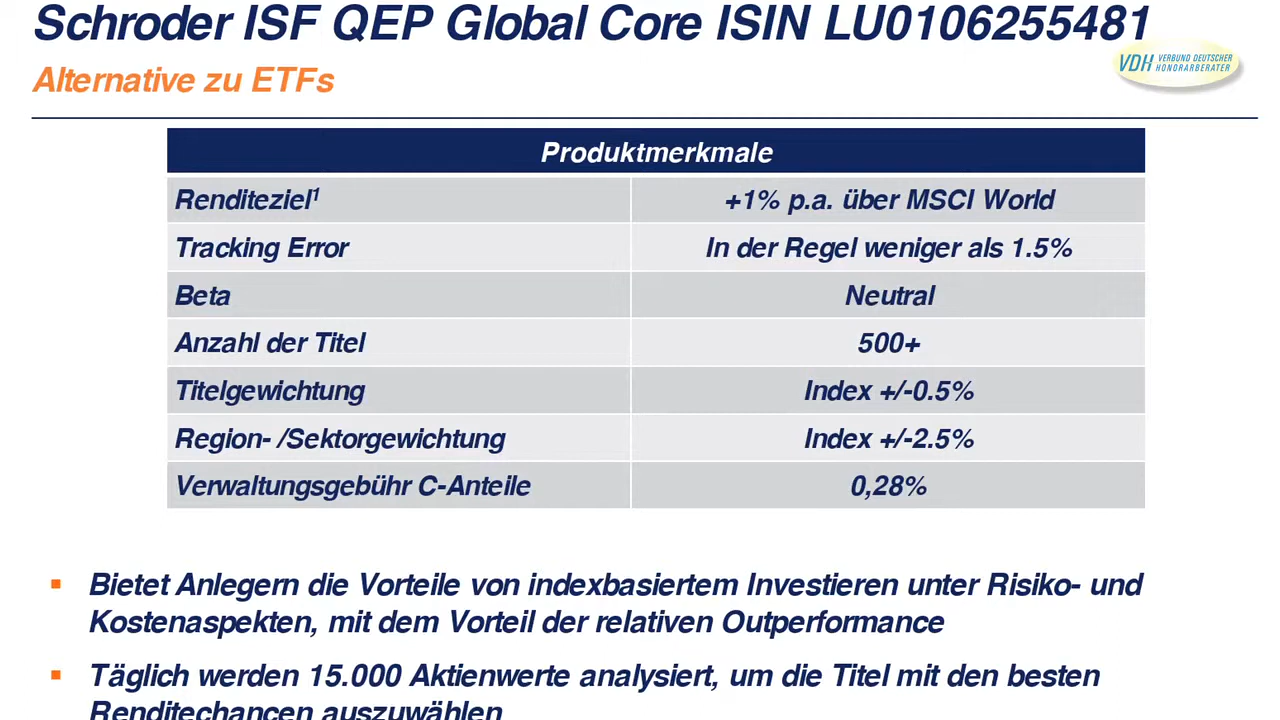 Schroder ISF QEP Global Core ISIN LU0106255481
Alternative zu ETFs
VDH VERBUND DEUTSCHER
HONORARBERATER
Produktmerkmale
Renditeziel¹ +1% p.a. über MSCI World
Tracking Error In der Regel weniger als 1.5%
Beta Neutral
Anzahl der Titel 500+
Titelgewichtung Index +/-0.5%
Region- /Sektorgewichtung Index +/-2.5%
Verwaltungsgebühr C-Anteile 0,28%
Bietet Anlegern die Vorteile von indexbasiertem Investieren unter Risiko- und
Kostenaspekten, mit dem Vorteil der relativen Outperformance
Täglich werden 15.000 Aktienwerte analysiert, um die Titel mit den besten
Renditechancen auszuwählen